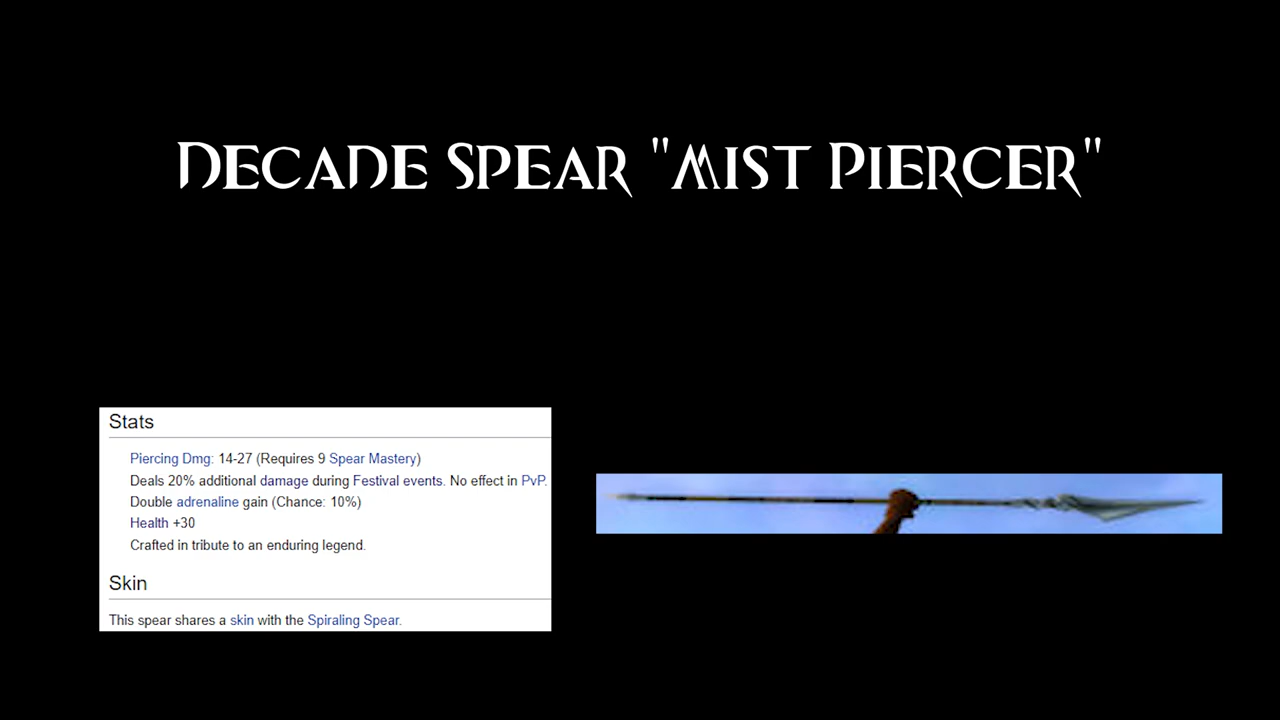 Decade Spear "Mist Piercer"
Stats
Piercing Dmg: 14-27 (Requires 9 Spear Mastery)
Deals 20% additional damage during Festival events. No effect in PvP.
Double adrenaline gain (Chance: 10%)
Health +30
Crafted in tribute to an enduring legend.
Skin
This spear shares a skin with the Spiraling Spear.